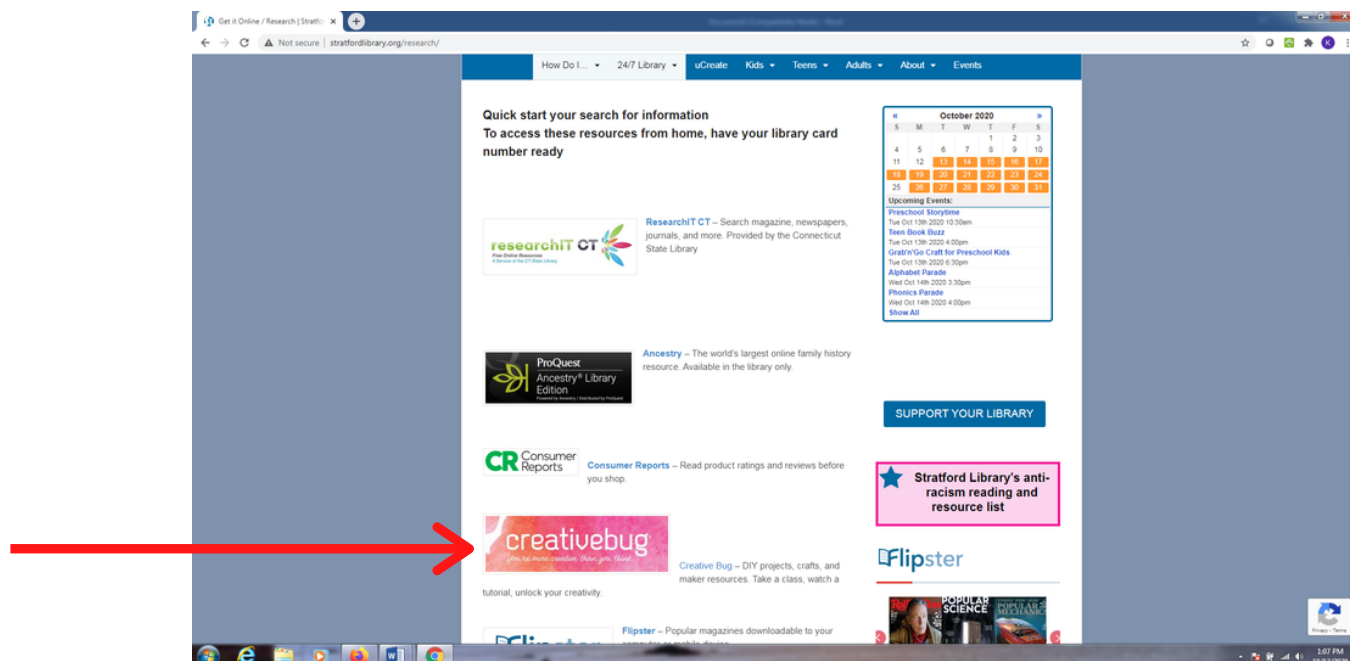 Get it Online / Research | Stratfo
Not secure | stratfordlibrary.org/research/
How Do I... 24/7 Library uCreate Kids Teens Adults About Events
Quick start your search for information
To access these resources from home, have your library card
number ready
researchIT CT
Free Online Resources
A Service of the CT State Library
ResearchIT CT – Search magazine, newspapers,
journals, and more. Provided by the Connecticut
State Library
ProQuest
Ancestry® Library
Edition
Powered by Ancestry / Distributed by ProQuest
Ancestry – The world's largest online family history
resource. Available in the library only.
CR Consumer
Reports
Consumer Reports – Read product ratings and reviews before
you shop.
creativebug
You're more creative than you think
Creative Bug – DIY projects, crafts, and
maker resources. Take a class, watch a
tutorial, unlock your creativity.
Flipster
Flipster – Popular magazines downloadable to your
« October 2020 »
S M T W T F S
1 2 3
4 5 6 7 8 9 10
11 12 13 14 15 16 17
18 19 20 21 22 23 24
25 26 27 28 29 30 31
Upcoming Events:
Preschool Storytime
Tue Oct 13th 2020 10:30am
Teen Book Buzz
Tue Oct 13th 2020 4:00pm
Grab'n'Go Craft for Preschool Kids
Tue Oct 13th 2020 6:30pm
Alphabet Parade
Wed Oct 14th 2020 3:30pm
Phonics Parade
Wed Oct 14th 2020 4:00pm
Show All
SUPPORT YOUR LIBRARY
Stratford Library's anti-
racism reading and
resource list
Flipster
POPULAR
SCIENCE
POPULAR
MECHANICS
Privacy - Terms
K
W
1:07 PM